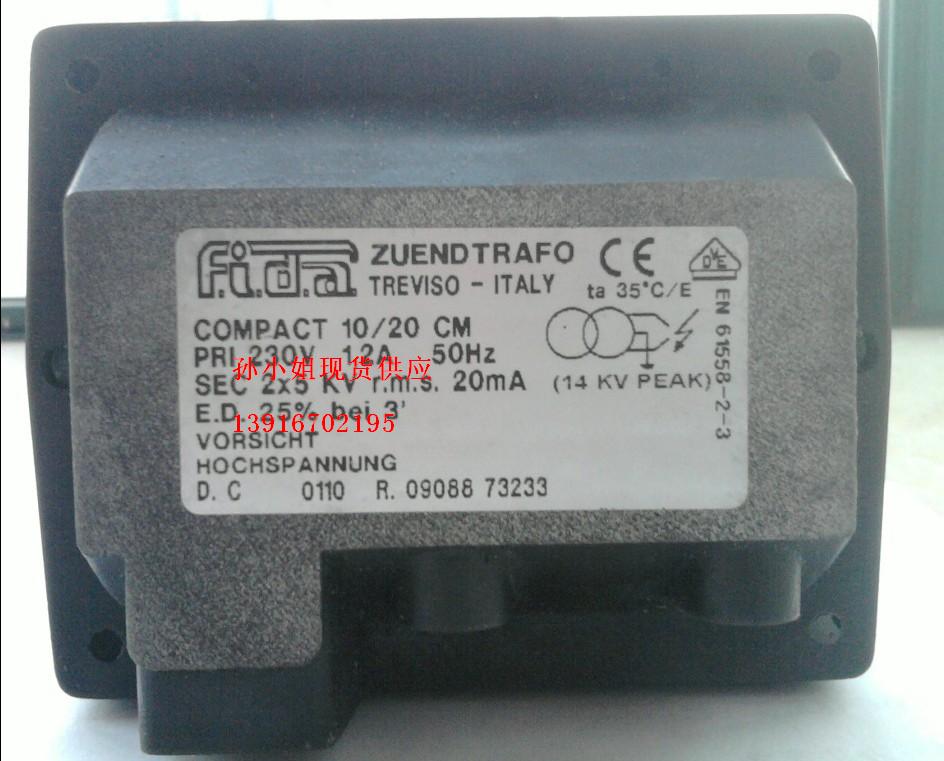 f.i.d.a ZUENDTRAFO CE
TREVISO - ITALY ta 35°C/E
DVE
COMPACT 10/20 CM
PRI 230V 1.2A 50Hz
孙小姐现货供应
SEC 2x5 KV r.m.s. 20mA (14 KV PEAK)
E.D. 25% bei 3'
13916702195
VORSICHT
HOCHSPANNUNG
D. C 0110 R. 09088 73233
EN 61558-2-3